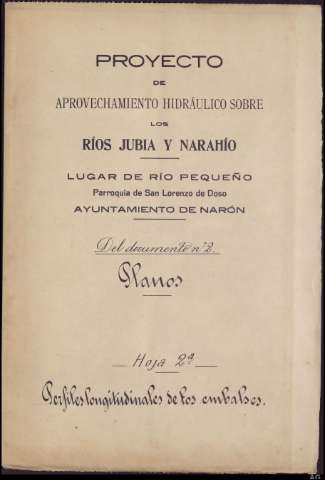 PROYECTO
DE
APROVECHAMIENTO HIDRÁULICO SOBRE
LOS
RÍOS JUBIA Y NARAHÍO
LUGAR DE RÍO PEQUEÑO
Parroquia de San Lorenzo de Doso
AYUNTAMIENTO DE NARÓN
Del documento nº 2.
Planos
Hoja 2ª
Perfiles longitudinales de los embalses.